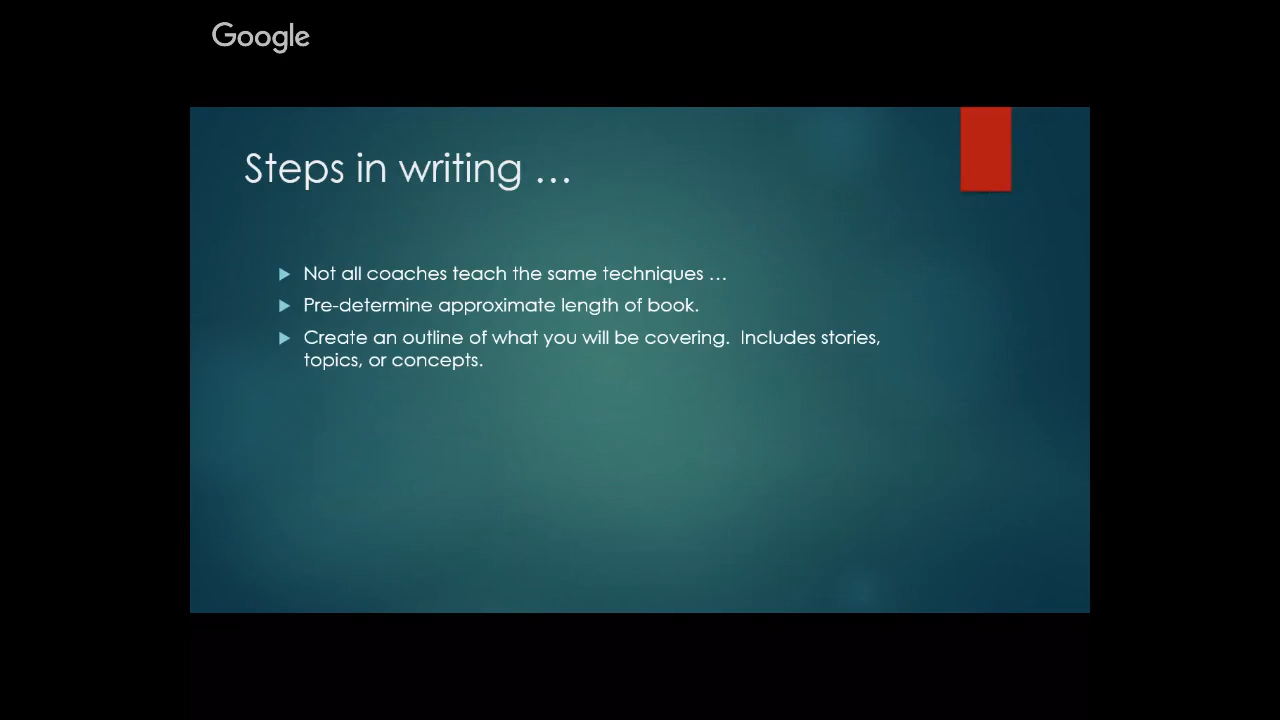 Google
Steps in writing …
Not all coaches teach the same techniques …
Pre-determine approximate length of book.
Create an outline of what you will be covering.  Includes stories,
topics, or concepts.